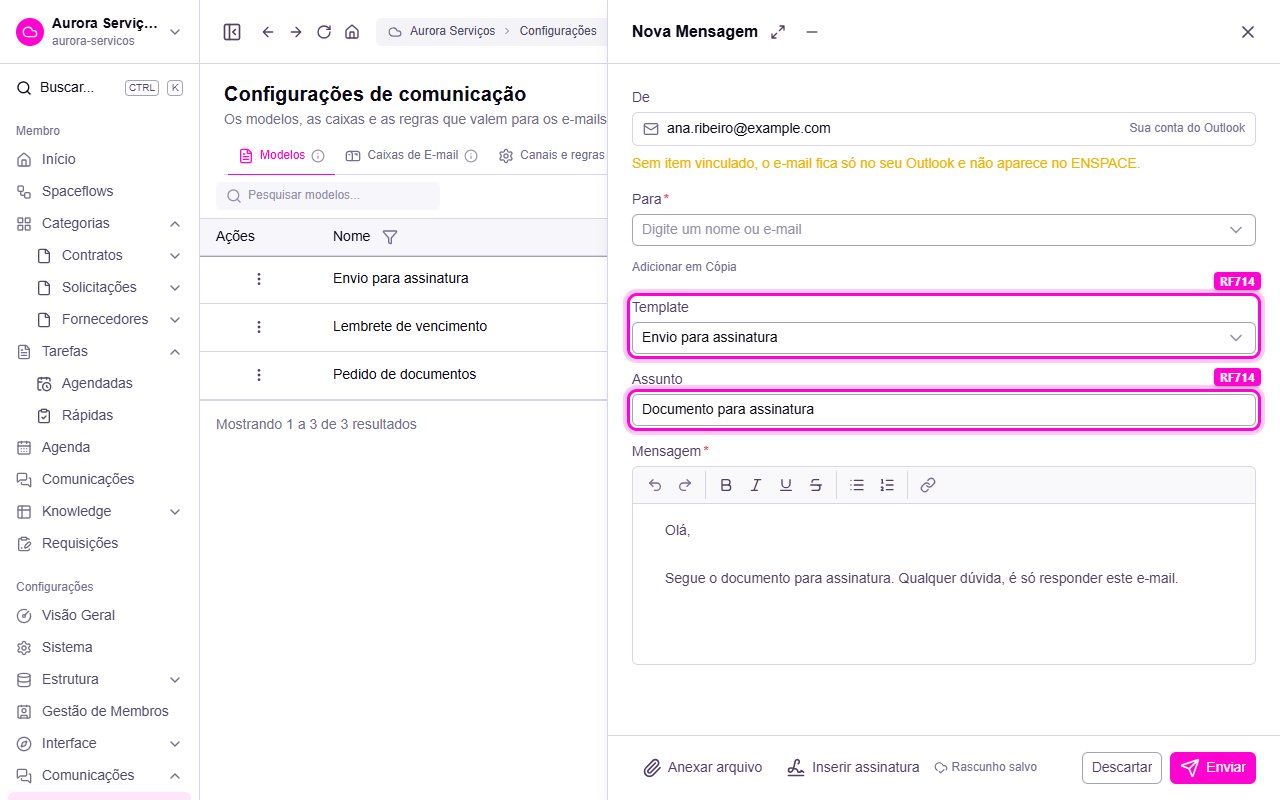 Aurora Serviç...
aurora-servicos
Buscar...
CTRL
K
Membro
Início
Spaceflows
Categorias
Contratos
Solicitações
Fornecedores
Tarefas
Agendadas
Rápidas
Agenda
Comunicações
Knowledge
Requisições
Configurações
Visão Geral
Sistema
Estrutura
Gestão de Membros
Interface
Comunicações
Aurora Serviços
Configurações
Configurações de comunicação
Os modelos, as caixas e as regras que valem para os e-mails
Modelos
Caixas de E-mail
Canais e regras
Pesquisar modelos...
Ações
Nome
Envio para assinatura
Lembrete de vencimento
Pedido de documentos
Mostrando 1 a 3 de 3 resultados
Nova Mensagem
De
ana.ribeiro@example.com
Sua conta do Outlook
Sem item vinculado, o e-mail fica só no seu Outlook e não aparece no ENSPACE.
Para*
Digite um nome ou e-mail
Adicionar em Cópia
RF714
Template
Envio para assinatura
RF714
Assunto
Documento para assinatura
Mensagem*
Olá,
Segue o documento para assinatura. Qualquer dúvida, é só responder este e-mail.
Anexar arquivo
Inserir assinatura
Rascunho salvo
Descartar
Enviar